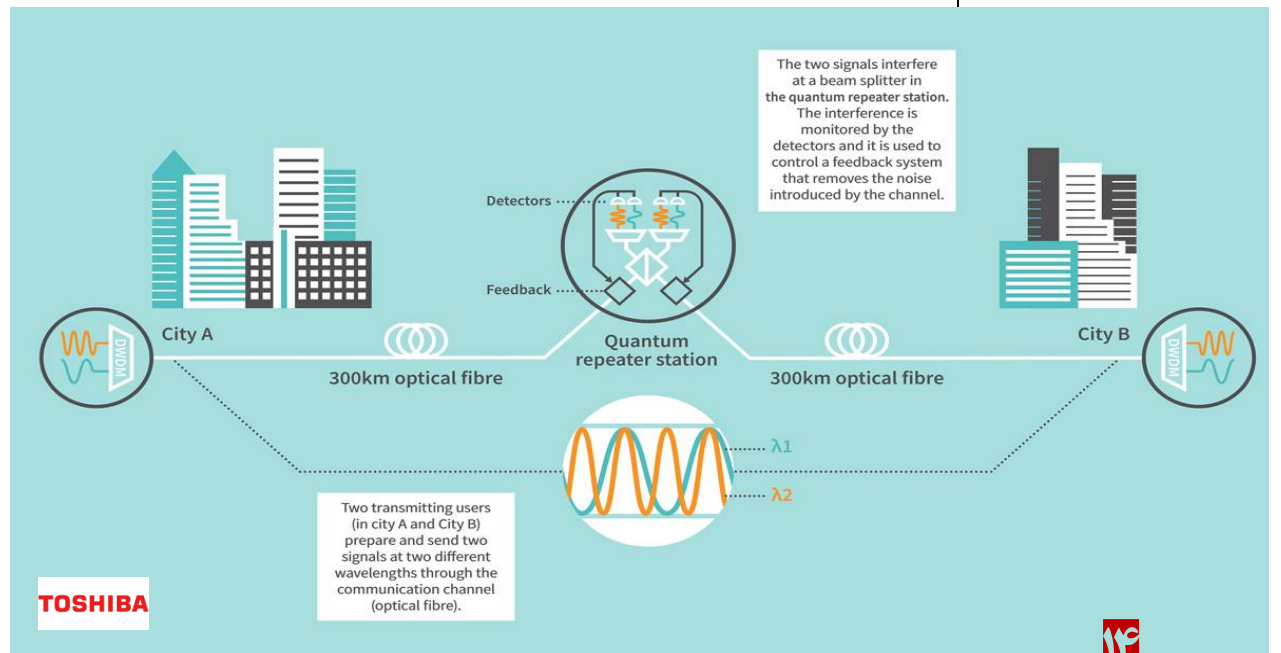 The two signals interfere
at a beam splitter in
the quantum repeater station.
The interference is
monitored by the
detectors and it is used to
control a feedback system
that removes the noise
introduced by the channel.
Detectors
Feedback
City A
City B
DWDM
DWDM
Quantum
repeater station
300km optical fibre
300km optical fibre
λ1
λ2
Two transmitting users
(in city A and City B)
prepare and send two
signals at two different
wavelengths through the
communication channel
(optical fibre).
TOSHIBA
۱۴